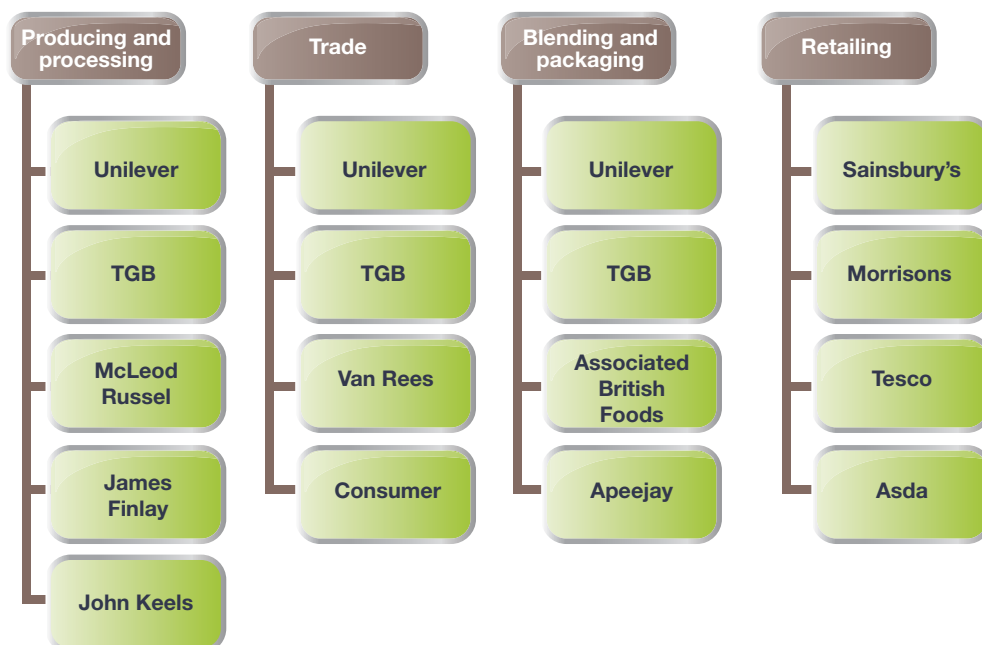 Producing and
processing
Unilever
TGB
McLeod
Russel
James
Finlay
John Keels
Trade
Unilever
TGB
Van Rees
Consumer
Blending and
packaging
Unilever
TGB
Associated
British
Foods
Apeejay
Retailing
Sainsbury’s
Morrisons
Tesco
Asda